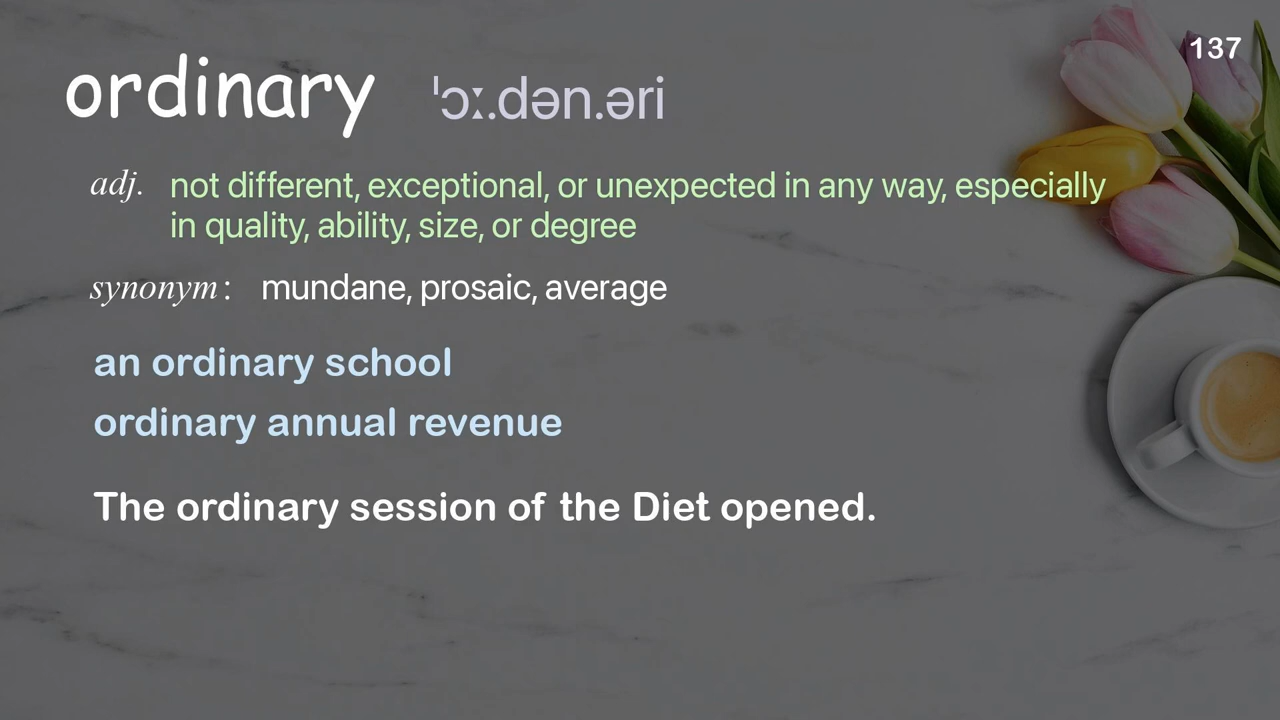 137
ordinary ˈɔː.dən.əri
adj. not different, exceptional, or unexpected in any way, especially
in quality, ability, size, or degree
synonym: mundane, prosaic, average
an ordinary school
ordinary annual revenue
The ordinary session of the Diet opened.